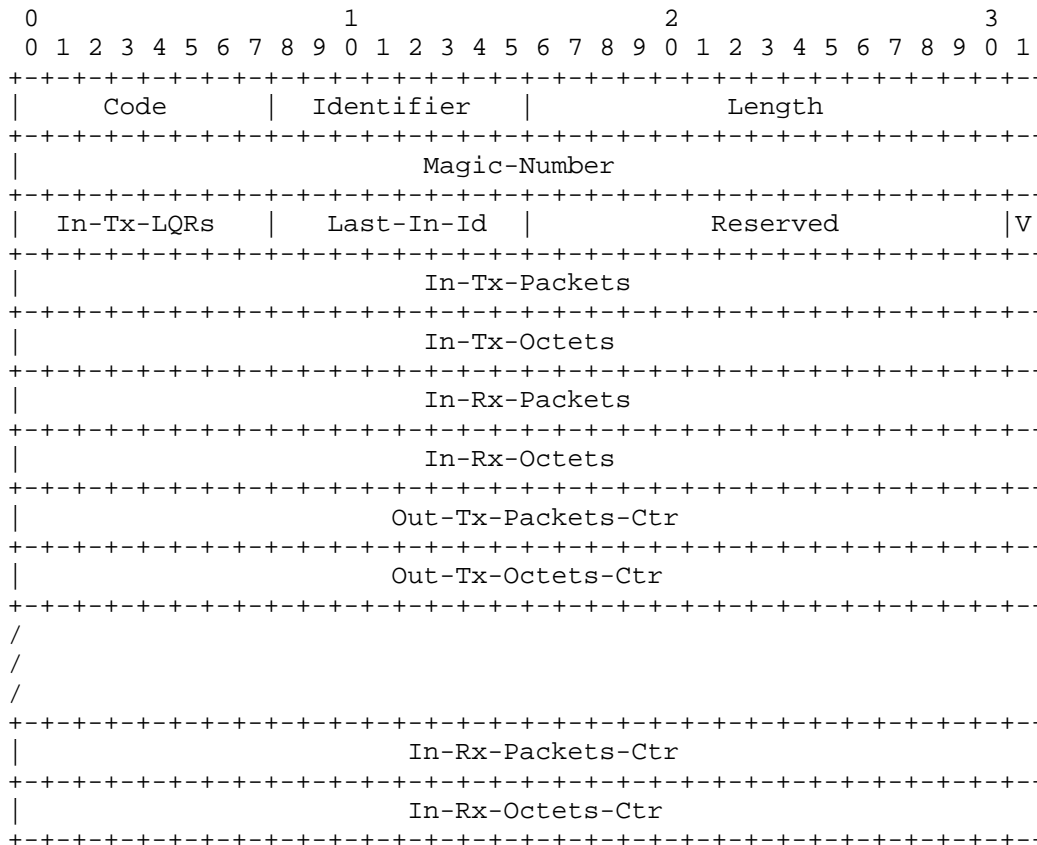 0                   1                   2                   3
 0 1 2 3 4 5 6 7 8 9 0 1 2 3 4 5 6 7 8 9 0 1 2 3 4 5 6 7 8 9 0 1
+-+-+-+-+-+-+-+-+-+-+-+-+-+-+-+-+-+-+-+-+-+-+-+-+-+-+-+-+-+-+-+--
|     Code      |  Identifier   |            Length
+-+-+-+-+-+-+-+-+-+-+-+-+-+-+-+-+-+-+-+-+-+-+-+-+-+-+-+-+-+-+-+--
|                         Magic-Number
+-+-+-+-+-+-+-+-+-+-+-+-+-+-+-+-+-+-+-+-+-+-+-+-+-+-+-+-+-+-+-+--
|  In-Tx-LQRs   |   Last-In-Id  |           Reserved          |V
+-+-+-+-+-+-+-+-+-+-+-+-+-+-+-+-+-+-+-+-+-+-+-+-+-+-+-+-+-+-+-+--
|                         In-Tx-Packets
+-+-+-+-+-+-+-+-+-+-+-+-+-+-+-+-+-+-+-+-+-+-+-+-+-+-+-+-+-+-+-+--
|                         In-Tx-Octets
+-+-+-+-+-+-+-+-+-+-+-+-+-+-+-+-+-+-+-+-+-+-+-+-+-+-+-+-+-+-+-+--
|                         In-Rx-Packets
+-+-+-+-+-+-+-+-+-+-+-+-+-+-+-+-+-+-+-+-+-+-+-+-+-+-+-+-+-+-+-+--
|                         In-Rx-Octets
+-+-+-+-+-+-+-+-+-+-+-+-+-+-+-+-+-+-+-+-+-+-+-+-+-+-+-+-+-+-+-+--
|                       Out-Tx-Packets-Ctr
+-+-+-+-+-+-+-+-+-+-+-+-+-+-+-+-+-+-+-+-+-+-+-+-+-+-+-+-+-+-+-+--
|                       Out-Tx-Octets-Ctr
+-+-+-+-+-+-+-+-+-+-+-+-+-+-+-+-+-+-+-+-+-+-+-+-+-+-+-+-+-+-+-+--
/
/
/
+-+-+-+-+-+-+-+-+-+-+-+-+-+-+-+-+-+-+-+-+-+-+-+-+-+-+-+-+-+-+-+--
|                        In-Rx-Packets-Ctr
+-+-+-+-+-+-+-+-+-+-+-+-+-+-+-+-+-+-+-+-+-+-+-+-+-+-+-+-+-+-+-+--
|                        In-Rx-Octets-Ctr
+-+-+-+-+-+-+-+-+-+-+-+-+-+-+-+-+-+-+-+-+-+-+-+-+-+-+-+-+-+-+-+--